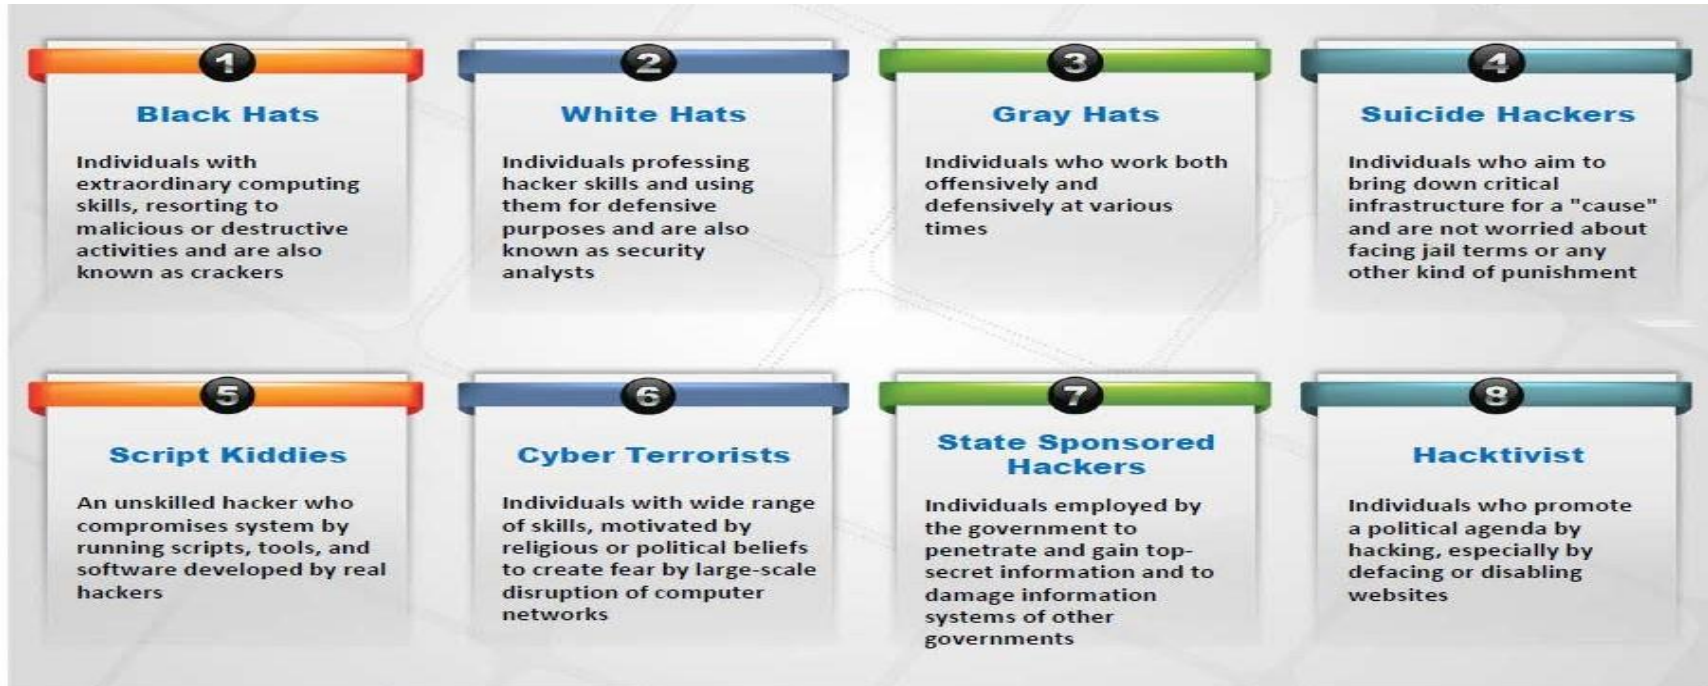 1
Black Hats
Individuals with
extraordinary computing
skills, resorting to
malicious or destructive
activities and are also
known as crackers
2
White Hats
Individuals professing
hacker skills and using
them for defensive
purposes and are also
known as security
analysts
3
Gray Hats
Individuals who work both
offensively and
defensively at various
times
4
Suicide Hackers
Individuals who aim to
bring down critical
infrastructure for a "cause"
and are not worried about
facing jail terms or any
other kind of punishment
5
Script Kiddies
An unskilled hacker who
compromises system by
running scripts, tools, and
software developed by real
hackers
6
Cyber Terrorists
Individuals with wide range
of skills, motivated by
religious or political beliefs
to create fear by large-scale
disruption of computer
networks
7
State Sponsored
Hackers
Individuals employed by
the government to
penetrate and gain top-
secret information and to
damage information
systems of other
governments
8
Hacktivist
Individuals who promote
a political agenda by
hacking, especially by
defacing or disabling
websites